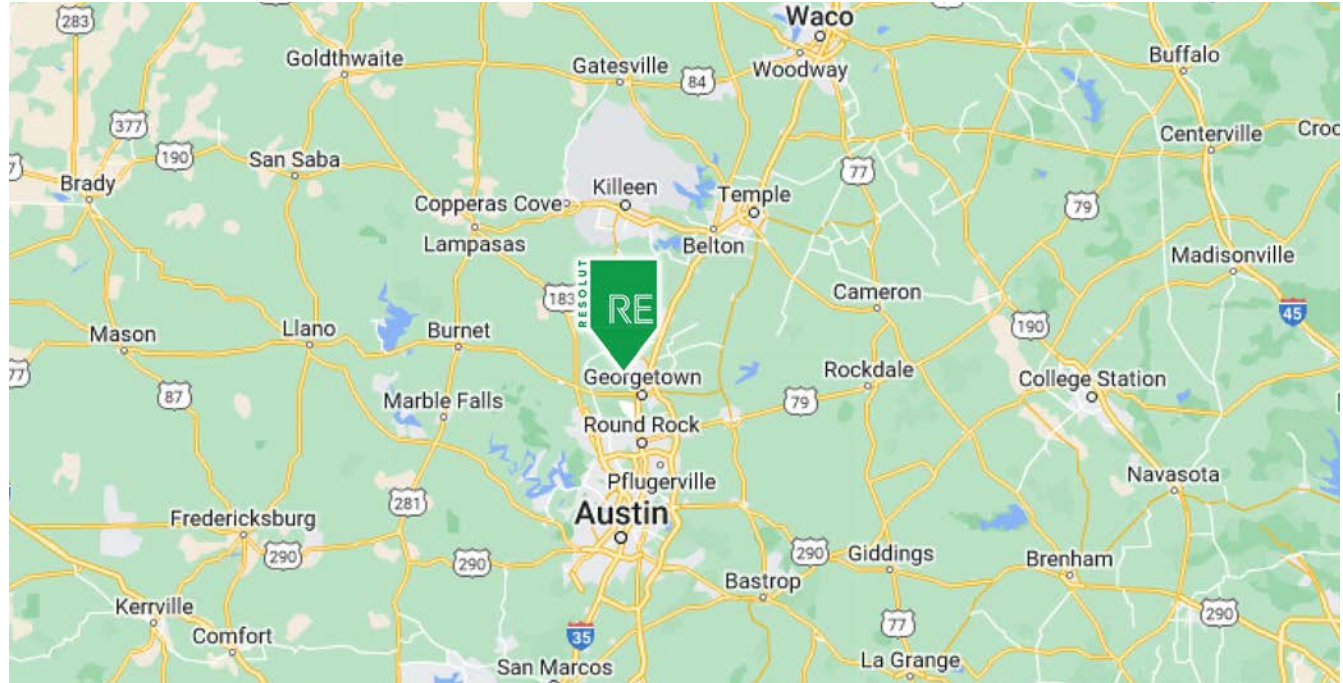 Waco
283
Goldthwaite
Gatesville
84
Woodway
Buffalo
377
190
San Saba
Centerville
Croc
7
Brady
77
Killeen
Temple
79
Copperas Cove
Lampasas
Belton
Madisonville
RESOLUT
RE
183
Cameron
190
45
Mason
Llano
Burnet
77
87
Georgetown
Rockdale
College Station
Marble Falls
79
Round Rock
Pflugerville
Navasota
281
Austin
Fredericksburg
290
290
290
Giddings
Brenham
Bastrop
Kerrville
77
290
Comfort
35
San Marcos
La Grange